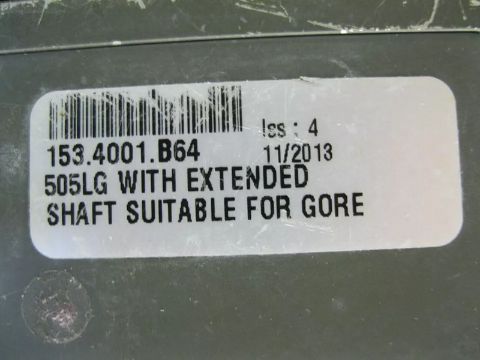 Iss : 4
153.4001.B64 11/2013
505LG WITH EXTENDED
SHAFT SUITABLE FOR GORE